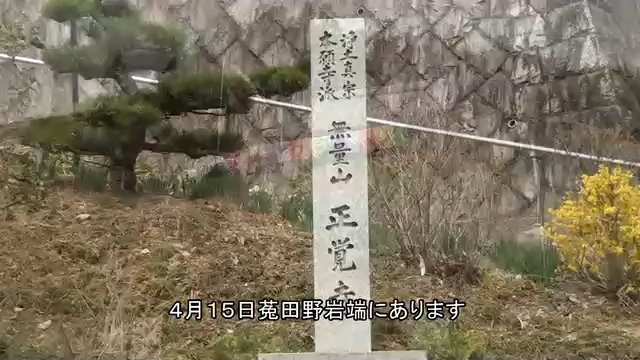 浄土真宗
本願寺派
無量山 正覚寺
４月１５日菟田野岩端にあります